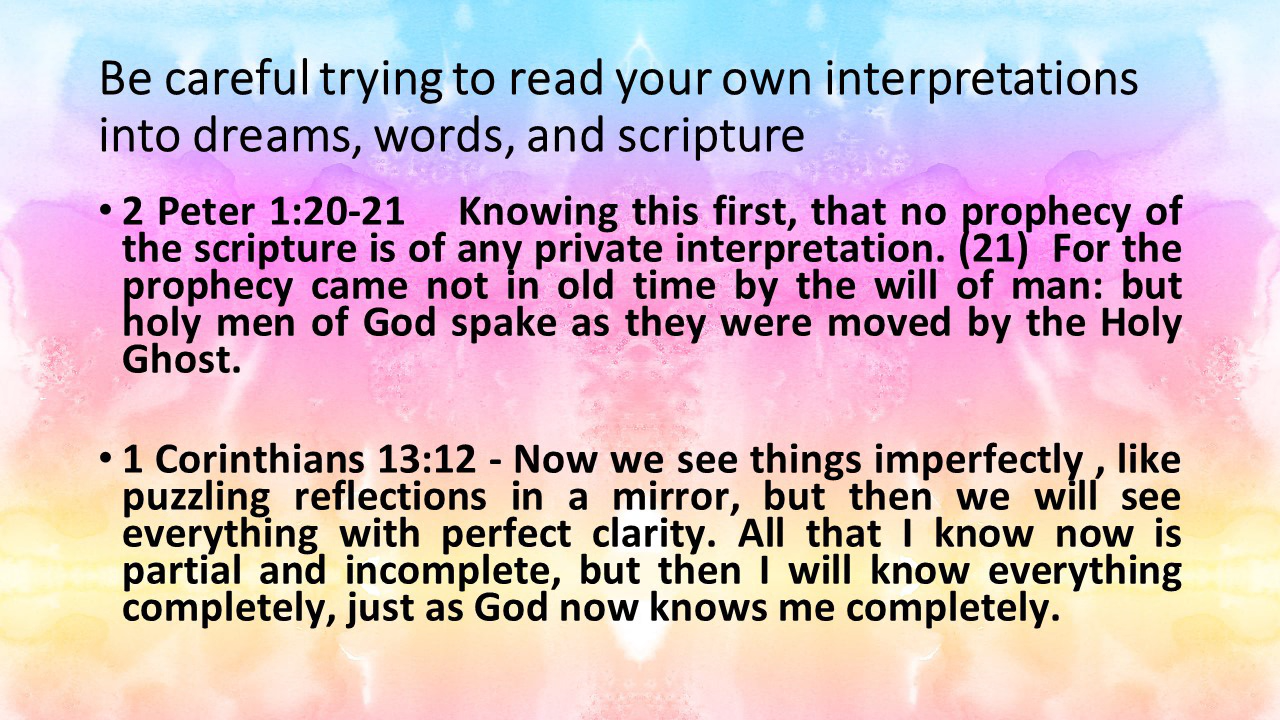 Be careful trying to read your own interpretations
into dreams, words, and scripture
• 2 Peter 1:20-21 Knowing this first, that no prophecy of
the scripture is of any private interpretation. (21) For the
prophecy came not in old time by the will of man: but
holy men of God spake as they were moved by the Holy
Ghost.
• 1 Corinthians 13:12 - Now we see things imperfectly , like
puzzling reflections in a mirror, but then we will see
everything with perfect clarity. All that I know now is
partial and incomplete, but then I will know everything
completely, just as God now knows me completely.